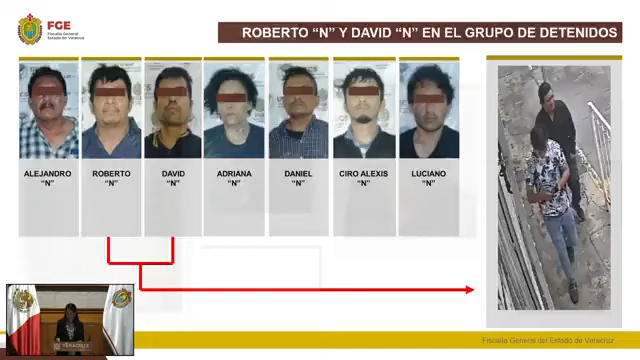 FGE
Fiscalía General
Estado de Veracruz
ROBERTO “N” Y DAVID “N” EN EL GRUPO DE DETENIDOS
ALEJANDRO
“N”
ROBERTO
“N”
DAVID
“N”
ADRIANA
“N”
DANIEL
“N”
CIRO ALEXIS
“N”
LUCIANO
“N”
VERACRUZ
Fiscalía General del Estado de Veracruz